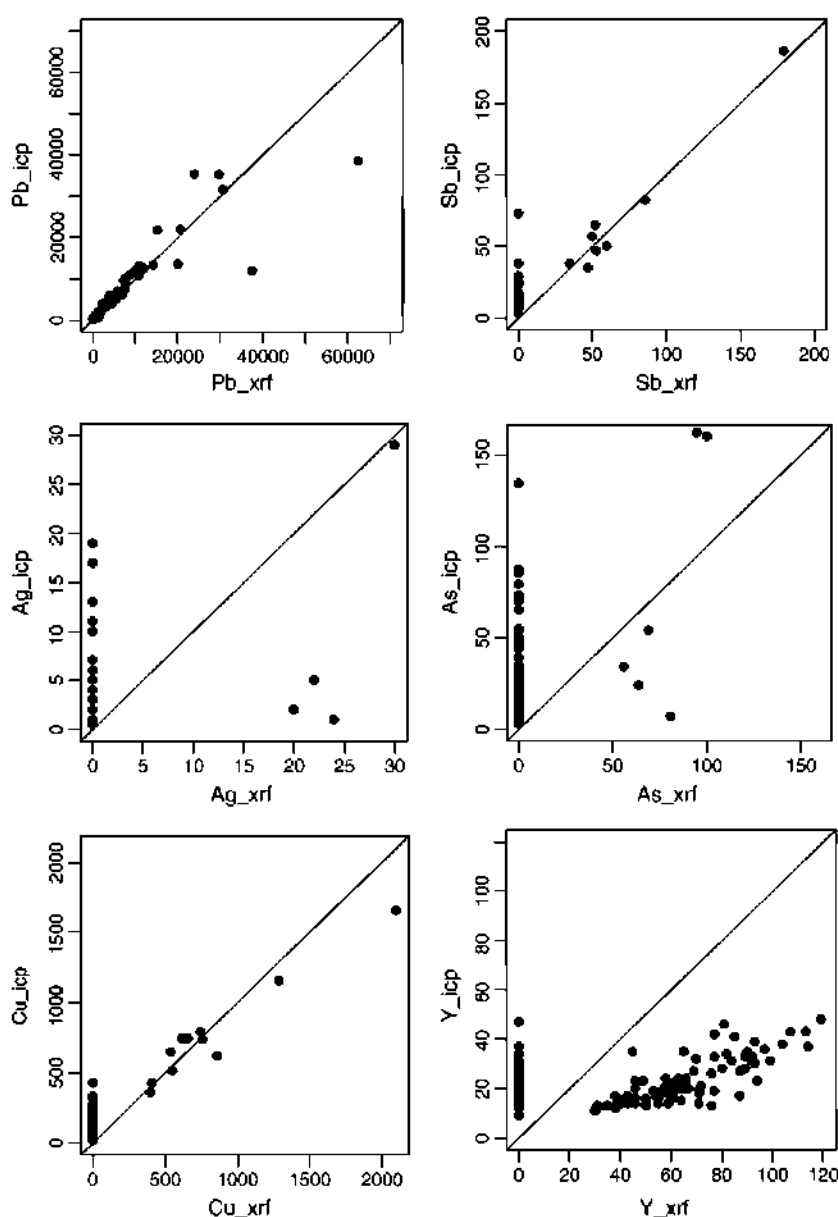 Pb_icp
0 20000 40000 60000
0 20000 40000 60000
Pb_xrf
Sb_icp
0 50 100 150 200
0 50 100 150 200
Sb_xrf
Ag_icp
0 5 10 15 20 25 30
0 5 10 15 20 25 30
Ag_xrf
As_icp
0 50 100 150
0 50 100 150
As_xrf
Cu_icp
0 500 1000 1500 2000
0 500 1000 1500 2000
Cu_xrf
Y_icp
0 20 40 60 80 100
0 20 40 60 80 100 120
Y_xrf